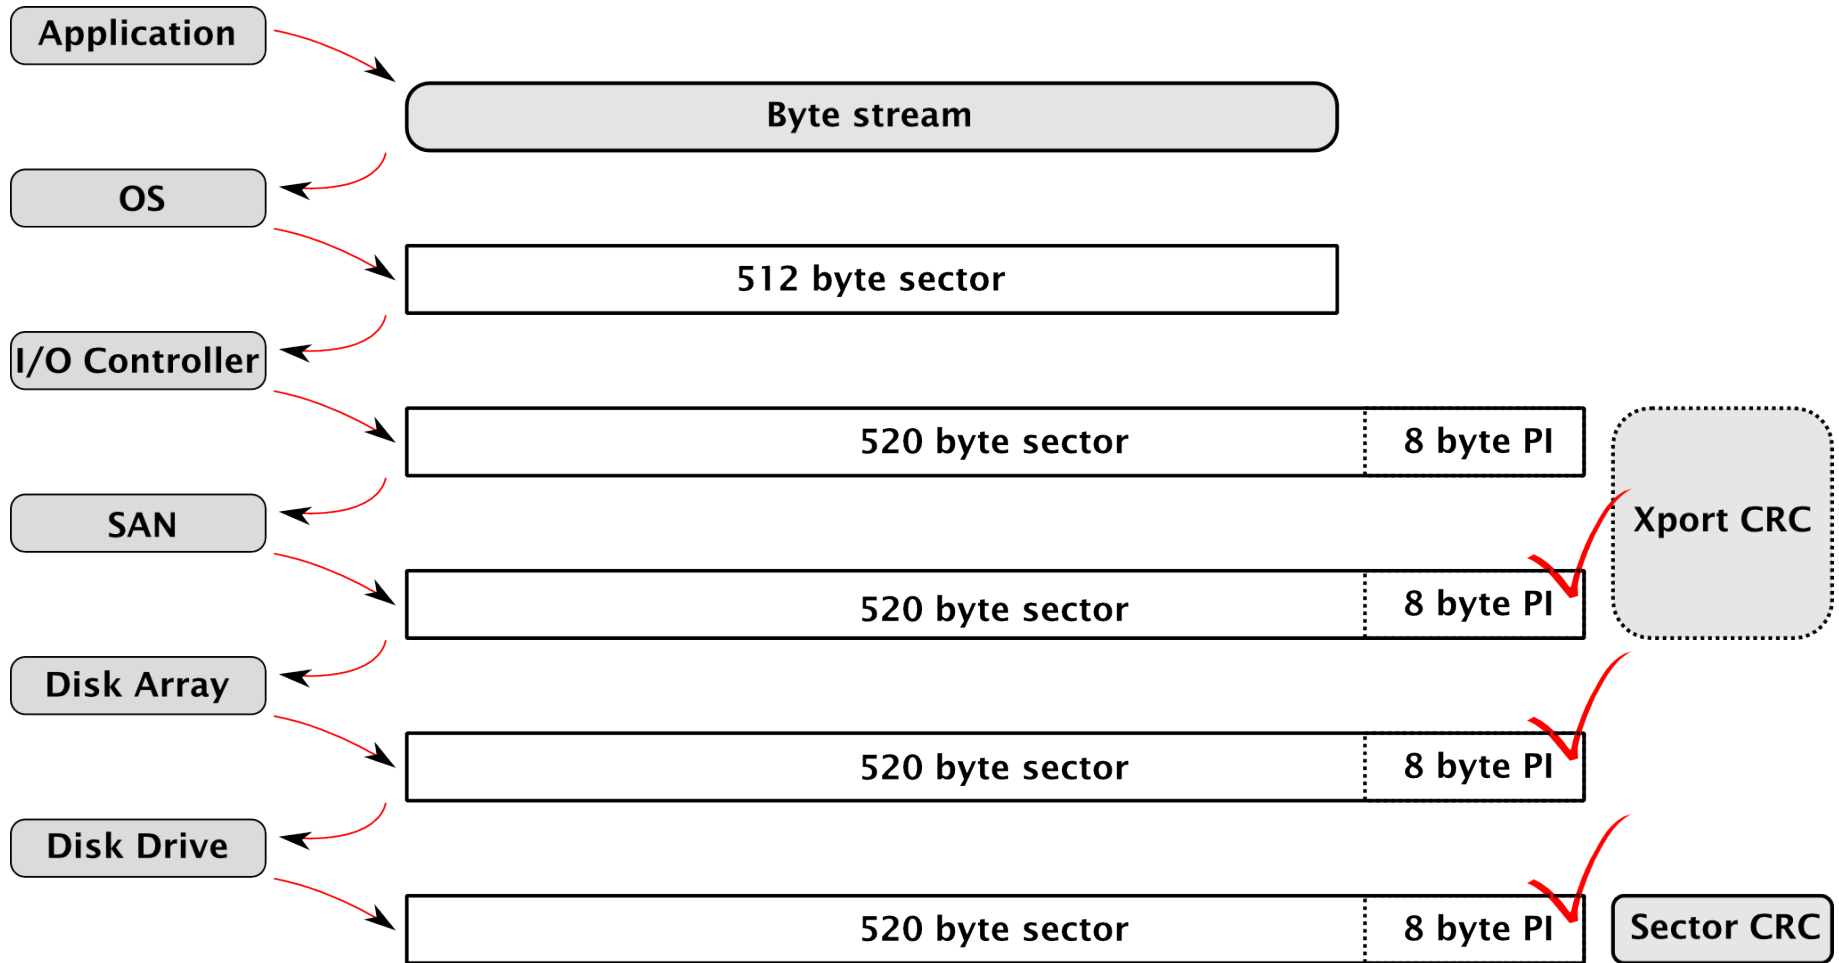 Application
Byte stream
OS
512 byte sector
I/O Controller
520 byte sector
8 byte PI
Xport CRC
SAN
520 byte sector
8 byte PI
Disk Array
520 byte sector
8 byte PI
Disk Drive
520 byte sector
8 byte PI
Sector CRC